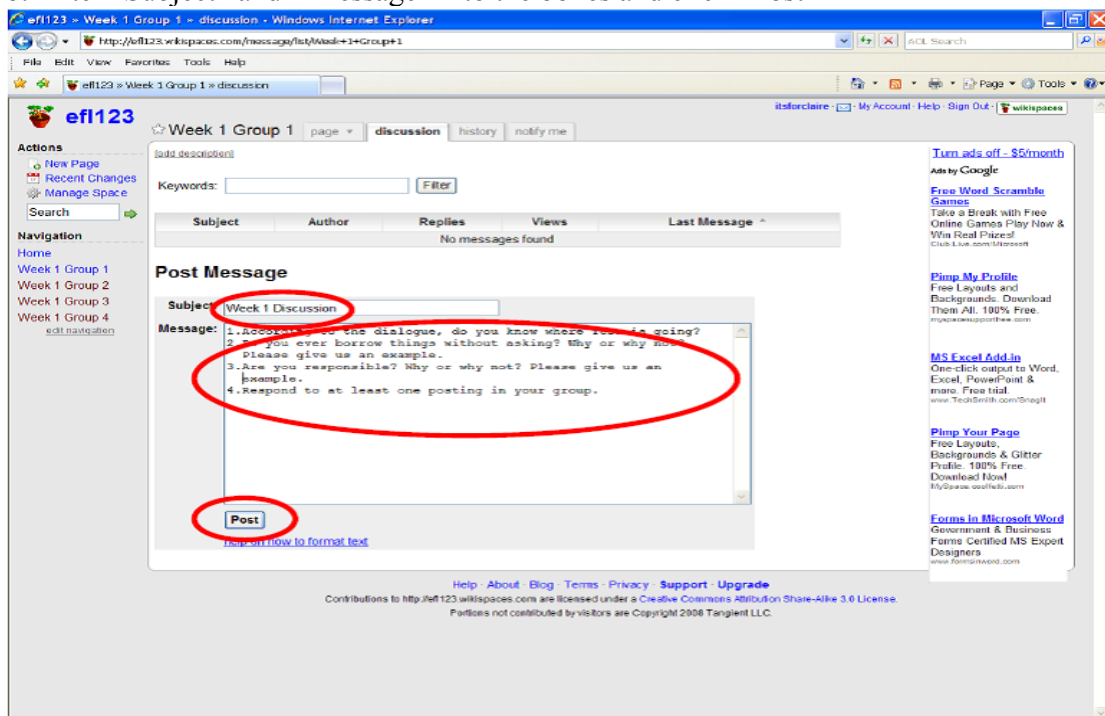 efl123 » Week 1 Group 1 » discussion - Windows Internet Explorer
http://efl123.wikispaces.com/message/list/Week+1+Group+1
AOL Search
File Edit View Favorites Tools Help
efl123 » Week 1 Group 1 » discussion
Page Tools
itsforclaire · My Account · Help · Sign Out · wikispaces
efl123
Week 1 Group 1 page discussion history notify me
Actions
New Page
Recent Changes
Manage Space
Search
Navigation
Home
Week 1 Group 1
Week 1 Group 2
Week 1 Group 3
Week 1 Group 4
edit navigation
[add description]
Keywords: Filter
Subject Author Replies Views Last Message
No messages found
Post Message
Subject: Week 1 Discussion
Message: 1.According to the dialogue, do you know where is going?
2.Do you ever borrow things without asking? Why or why not?
Please give us an example.
3.Are you responsible? Why or why not? Please give us an
example.
4.Respond to at least one posting in your group.
Post
help on how to format text
Turn ads off - $5/month
Ads by Google
Free Word Scramble
Games
Take a Break with Free
Online Games Play Now &
Win Real Prizes!
Club.Live.com/Microsoft
Pimp My Profile
Free Layouts and
Backgrounds. Download
Them All. 100% Free.
myspacesupporthee.com
MS Excel Add-in
One-click output to Word,
Excel, PowerPoint &
more. Free trial.
www.TechSmith.com/SnagIt
Pimp Your Page
Free Layouts,
Backgrounds & Glitter
Profile. 100% Free.
Download Now!
Forms in Microsoft Word
Government & Business
Forms Certified MS Expert
Designers
www.formsinword.com
Help · About · Blog · Terms · Privacy · Support · Upgrade
Contributions to http://efl123.wikispaces.com are licensed under a Creative Commons Attribution Share-Alike 3.0 License.
Portions not contributed by visitors are Copyright 2008 Tangient LLC.